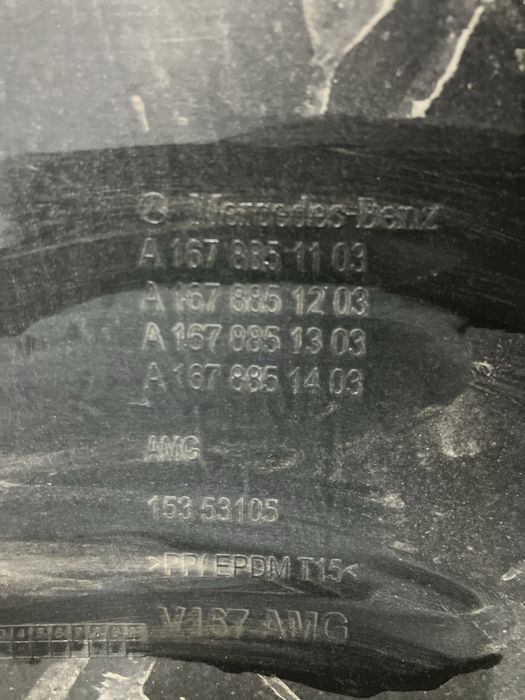 Mercedes-Benz
A 167 885 11 03
A 167 885 12 03
A 167 885 13 03
A 167 885 14 03
AMG
153 53105
>PP/EPDM T15<
V167 AMG